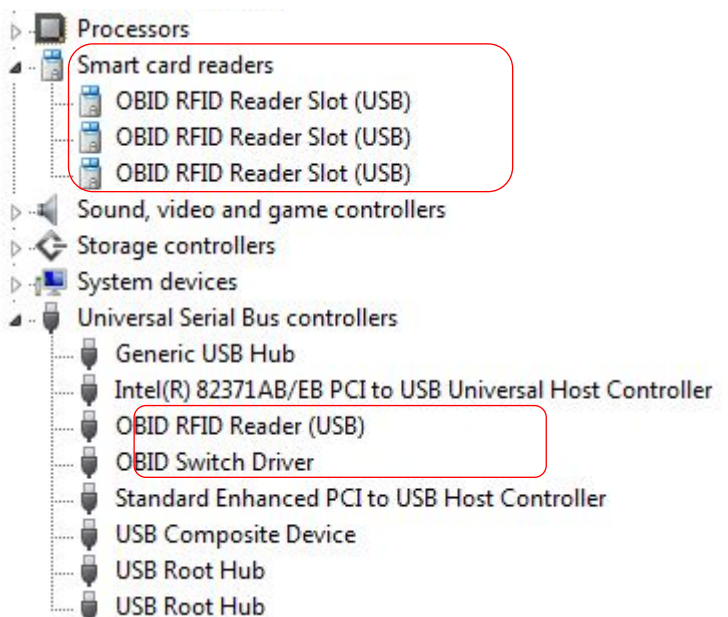 Processors
Smart card readers
OBID RFID Reader Slot (USB)
OBID RFID Reader Slot (USB)
OBID RFID Reader Slot (USB)
Sound, video and game controllers
Storage controllers
System devices
Universal Serial Bus controllers
Generic USB Hub
Intel(R) 82371AB/EB PCI to USB Universal Host Controller
OBID RFID Reader (USB)
OBID Switch Driver
Standard Enhanced PCI to USB Host Controller
USB Composite Device
USB Root Hub
USB Root Hub